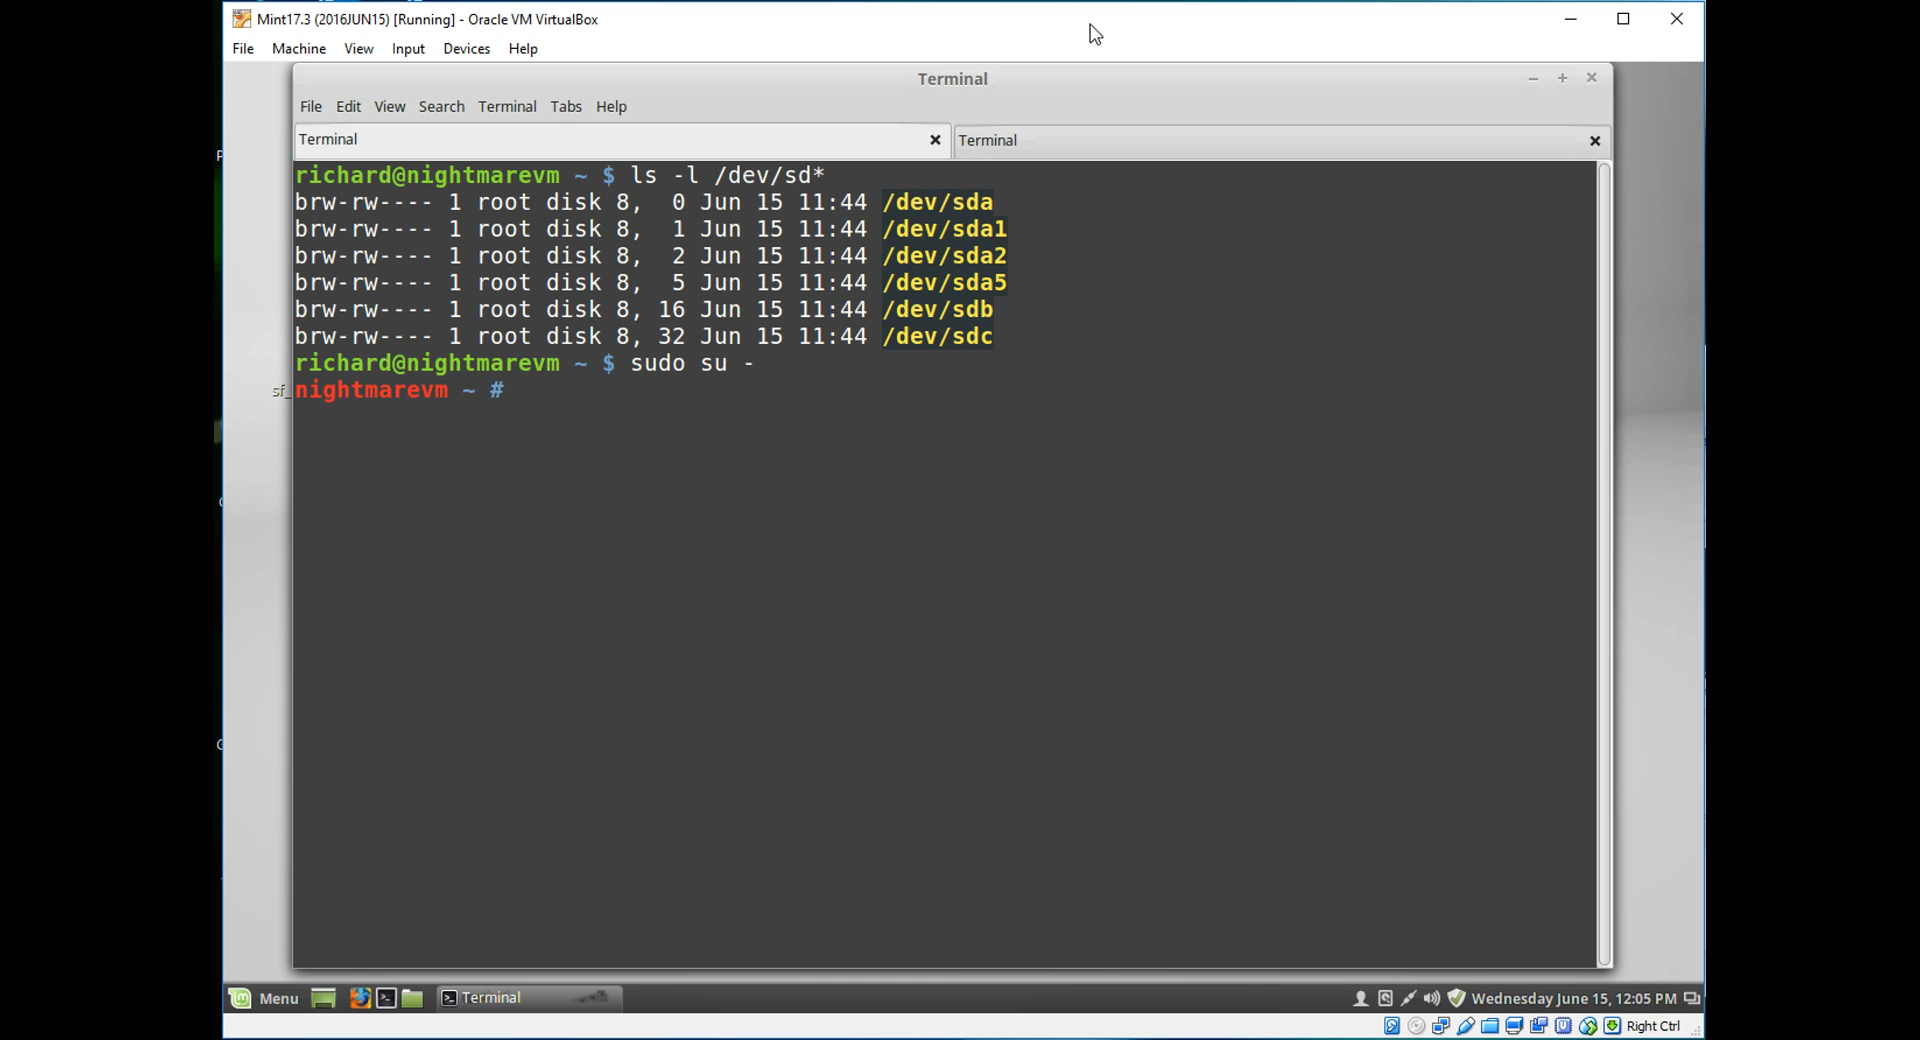 Mint17.3 (2016JUN15) [Running] - Oracle VM VirtualBox
File Machine View Input Devices Help
Terminal
File Edit View Search Terminal Tabs Help
Terminal Terminal
richard@nightmarevm ~ $ ls -l /dev/sd*
brw-rw---- 1 root disk 8,  0 Jun 15 11:44 /dev/sda
brw-rw---- 1 root disk 8,  1 Jun 15 11:44 /dev/sda1
brw-rw---- 1 root disk 8,  2 Jun 15 11:44 /dev/sda2
brw-rw---- 1 root disk 8,  5 Jun 15 11:44 /dev/sda5
brw-rw---- 1 root disk 8, 16 Jun 15 11:44 /dev/sdb
brw-rw---- 1 root disk 8, 32 Jun 15 11:44 /dev/sdc
richard@nightmarevm ~ $ sudo su -
sf_
nightmarevm ~ #
Menu Terminal Wednesday June 15, 12:05 PM
Right Ctrl